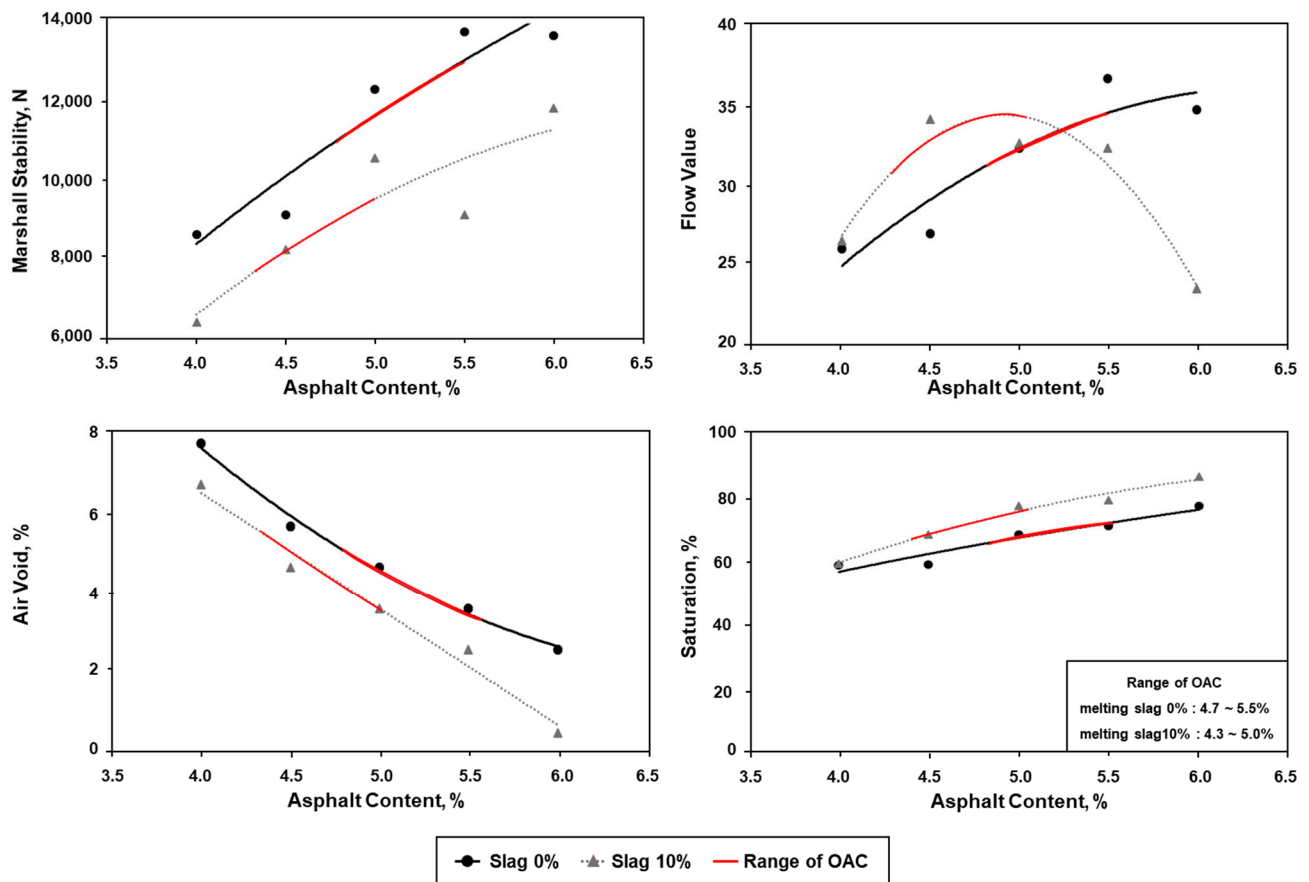 Marshall Stability, N
14,000
12,000
10,000
8,000
6,000
3.5 4.0 4.5 5.0 5.5 6.0 6.5
Asphalt Content, %
Flow Value
40
35
30
25
20
3.5 4.0 4.5 5.0 5.5 6.0 6.5
Asphalt Content, %
Air Void, %
8
6
4
2
0
3.5 4.0 4.5 5.0 5.5 6.0 6.5
Asphalt Content, %
Saturation, %
100
80
60
40
20
0
Range of OAC
melting slag 0% : 4.7 ~ 5.5%
melting slag10% : 4.3 ~ 5.0%
3.5 4.0 4.5 5.0 5.5 6.0 6.5
Asphalt Content, %
Slag 0% Slag 10% Range of OAC